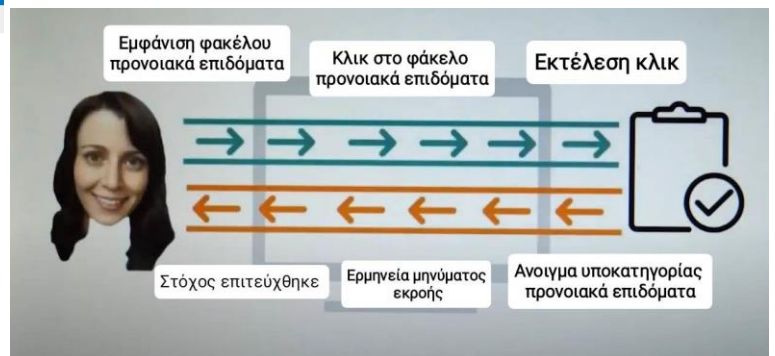 Εμφάνιση φακέλου
προνοιακά επιδόματα
Κλικ στο φάκελο
προνοιακά επιδόματα
Εκτέλεση κλικ
Στόχος επιτεύχθηκε
Ερμηνεία μηνύματος
εκροής
Ανοιγμα υποκατηγορίας
προνοιακά επιδόματα